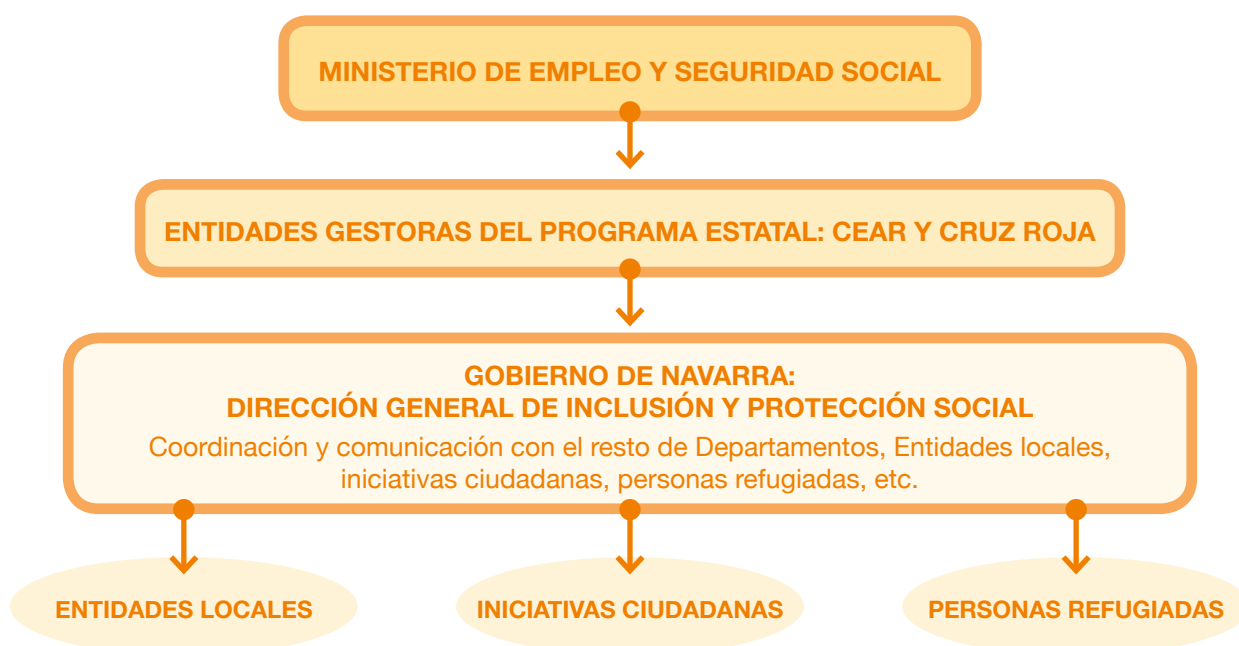 MINISTERIO DE EMPLEO Y SEGURIDAD SOCIAL
ENTIDADES GESTORAS DEL PROGRAMA ESTATAL: CEAR Y CRUZ ROJA
GOBIERNO DE NAVARRA:
DIRECCIÓN GENERAL DE INCLUSIÓN Y PROTECCIÓN SOCIAL
Coordinación y comunicación con el resto de Departamentos, Entidades locales,
iniciativas ciudadanas, personas refugiadas, etc.
ENTIDADES LOCALES
INICIATIVAS CIUDADANAS
PERSONAS REFUGIADAS